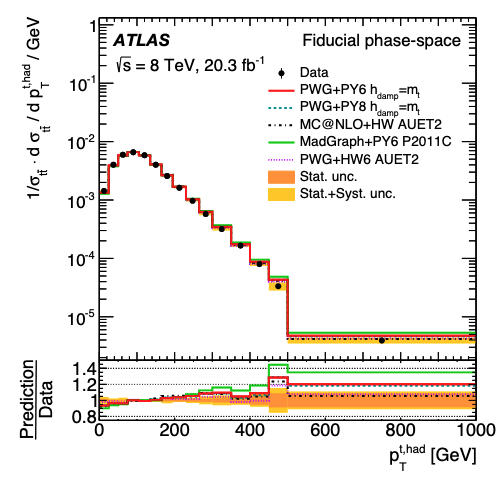 ATLAS Fiducial phase-space
√s = 8 TeV, 20.3 fb⁻¹
Data
PWG+PY6 h_damp=m_t
PWG+PY8 h_damp=m_t
MC@NLO+HW AUET2
MadGraph+PY6 P2011C
PWG+HW6 AUET2
Stat. unc.
Stat.+Syst. unc.
1/σ_tt̄ · d σ_tt̄ / d p_T^t,had / GeV
1
10⁻¹
10⁻²
10⁻³
10⁻⁴
10⁻⁵
Prediction
Data
1.4
1.2
1
0.8
0 200 400 600 800 1000
p_T^t,had [GeV]